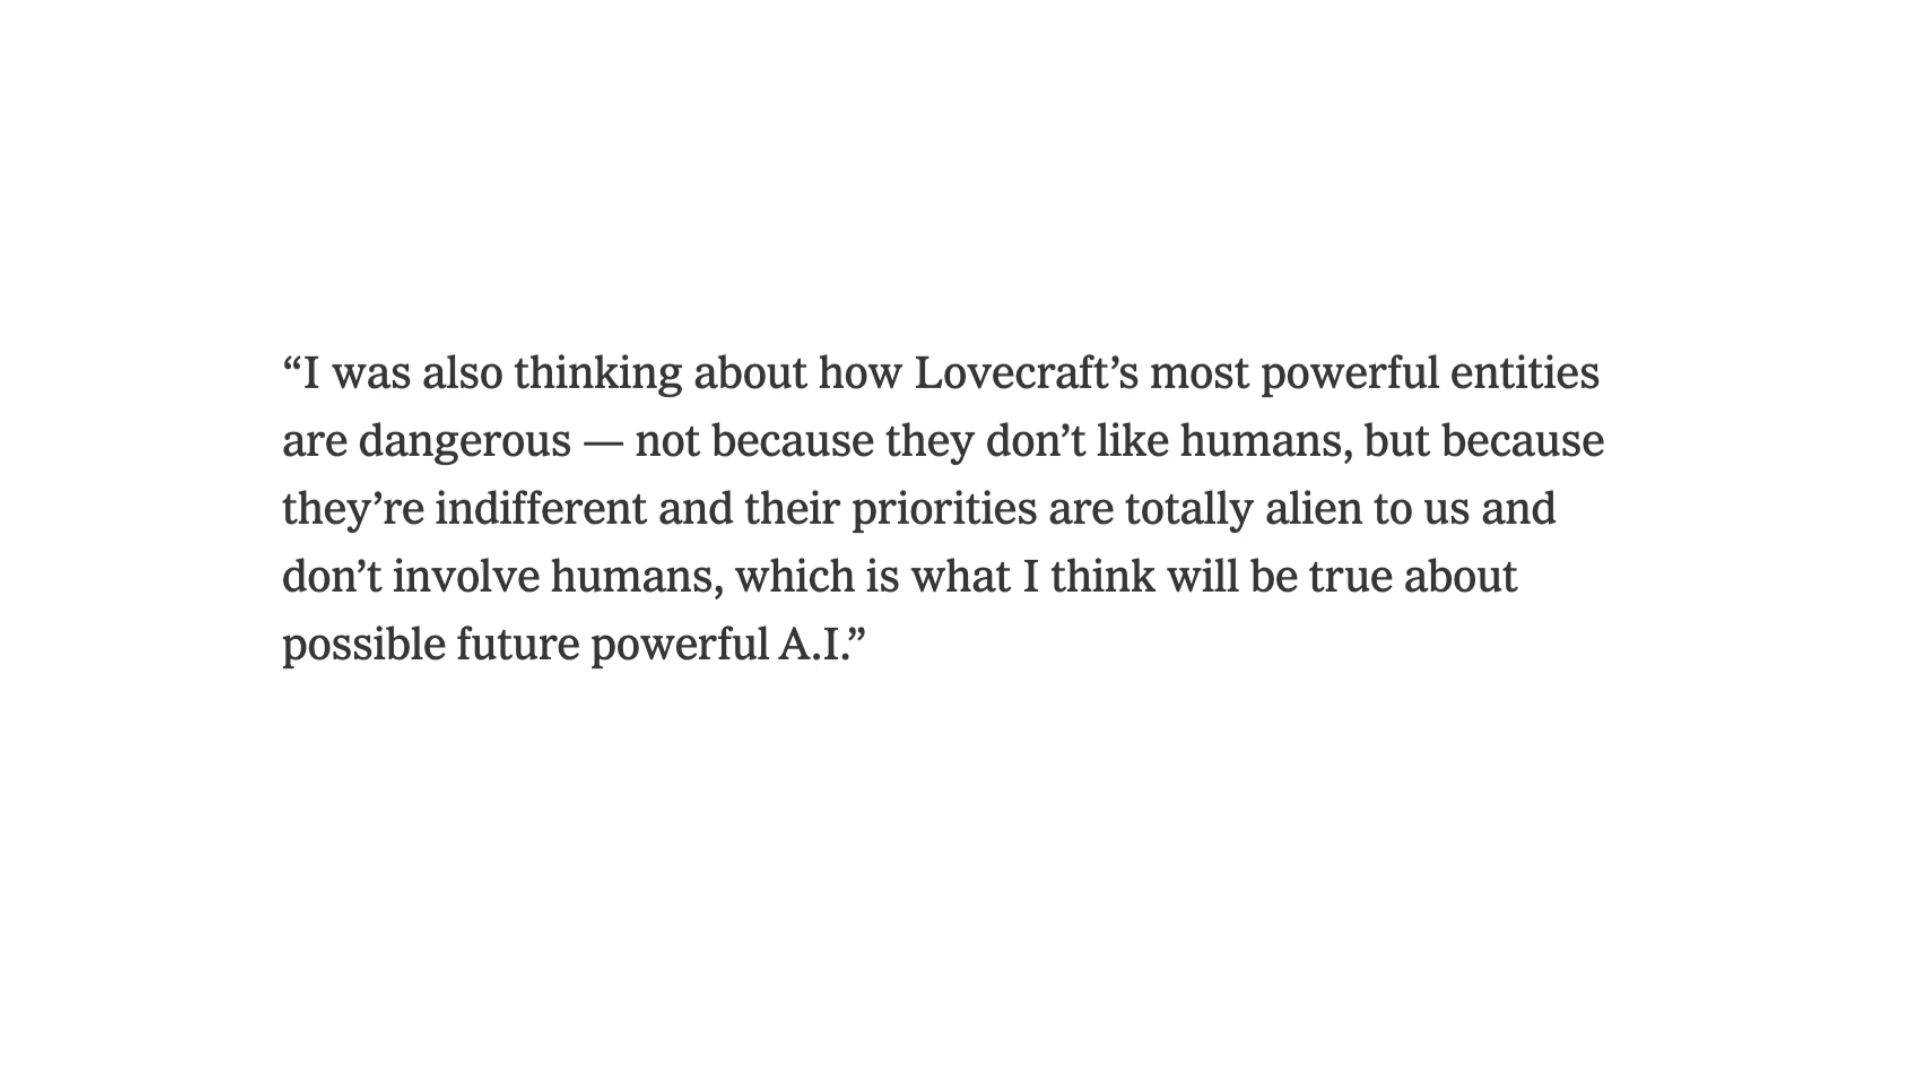 “I was also thinking about how Lovecraft’s most powerful entities
are dangerous — not because they don’t like humans, but because
they’re indifferent and their priorities are totally alien to us and
don’t involve humans, which is what I think will be true about
possible future powerful A.I.”